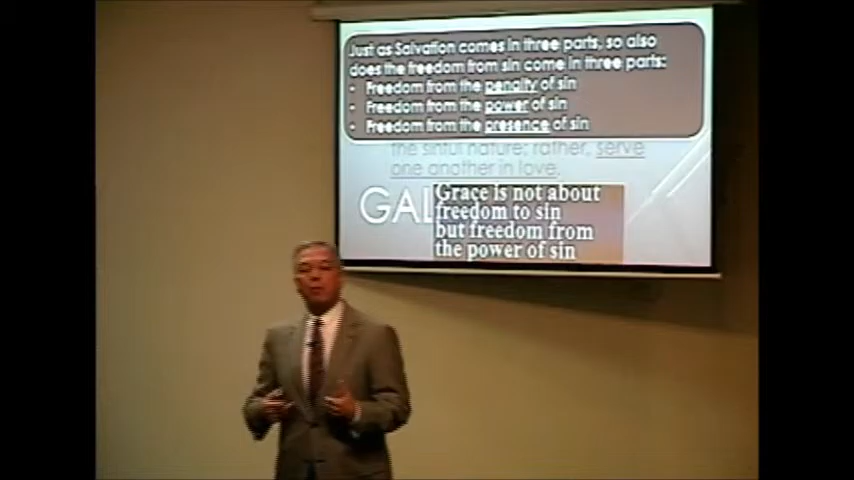 Just as Salvation comes in three parts, so also
does the freedom from sin come in three parts:
• Freedom from the penalty of sin
• Freedom from the power of sin
• Freedom from the presence of sin
the sinful nature; rather, serve
one another in love.
GAL
Grace is not about
freedom to sin
but freedom from
the power of sin